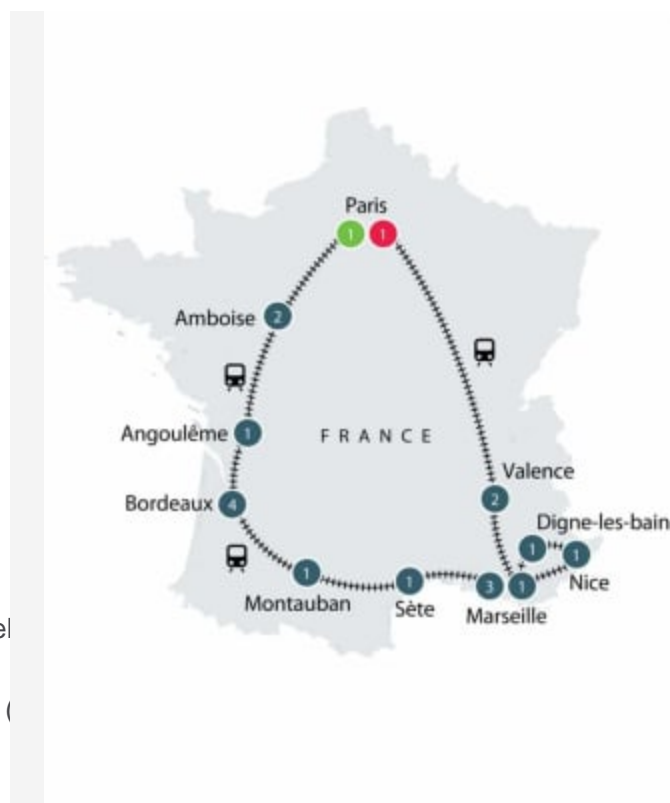 Paris
1 1
Amboise
2
Angoulême
1
FRANCE
Valence
2
Bordeaux
4
Digne-les-bain
1
1
Nice
1
Montauban
1
Sète
3 1
Marseille
(